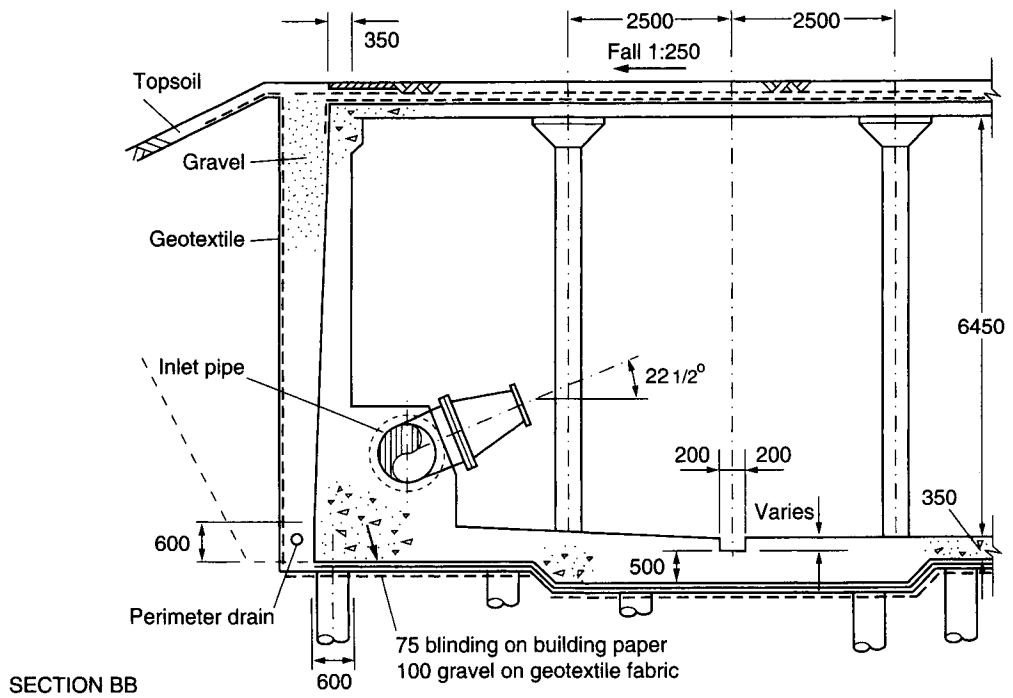 2500
2500
350
Fall 1:250
Topsoil
Gravel
Geotextile
6450
Inlet pipe
22 1/2°
200
200
350
Varies
600
500
Perimeter drain
75 blinding on building paper
100 gravel on geotextile fabric
600
SECTION BB